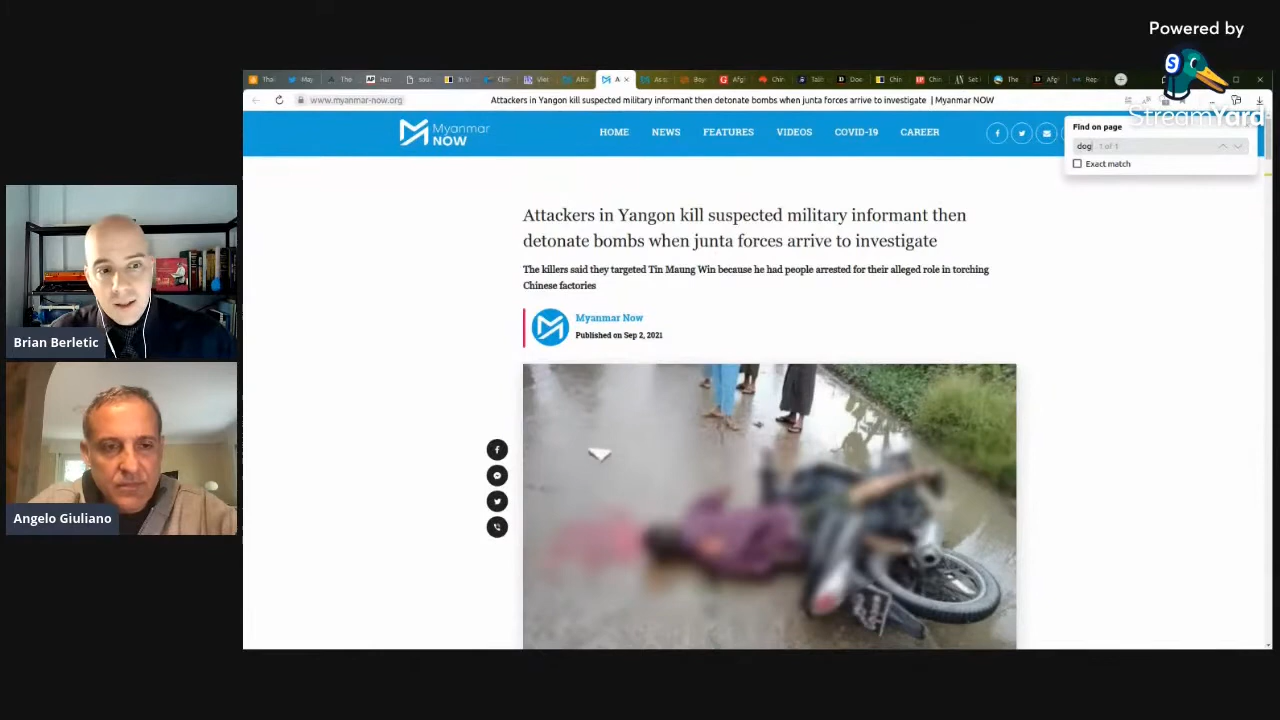 Powered by
StreamYard
www.myanmar-now.org
Attackers in Yangon kill suspected military informant then detonate bombs when junta forces arrive to investigate | Myanmar NOW
Myanmar
NOW
HOME
NEWS
FEATURES
VIDEOS
COVID-19
CAREER
Find on page
dog
1 of 1
Exact match
Attackers in Yangon kill suspected military informant then
detonate bombs when junta forces arrive to investigate
The killers said they targeted Tin Maung Win because he had people arrested for their alleged role in torching
Chinese factories
Myanmar Now
Published on Sep 2, 2021
Brian Berletic
Angelo Giuliano